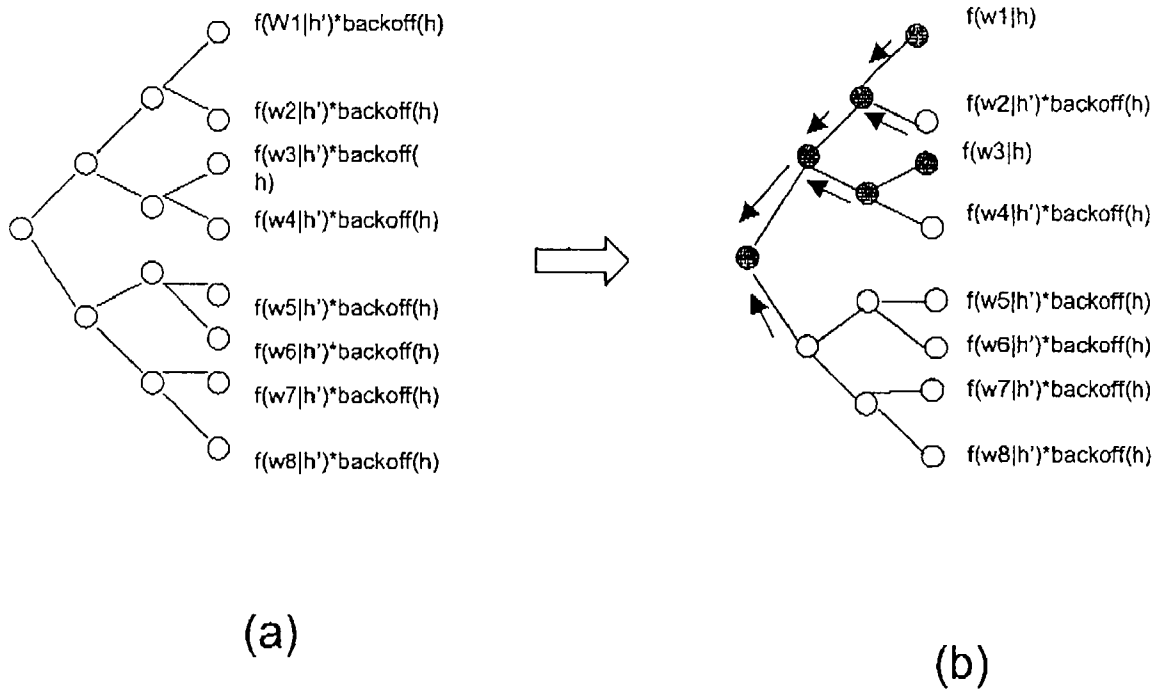 f(W1|h')*backoff(h)
f(w2|h')*backoff(h)
f(w3|h')*backoff(
h)
f(w4|h')*backoff(h)
f(w5|h')*backoff(h)
f(w6|h')*backoff(h)
f(w7|h')*backoff(h)
f(w8|h')*backoff(h)
(a)
f(w1|h)
f(w2|h')*backoff(h)
f(w3|h)
f(w4|h')*backoff(h)
f(w5|h')*backoff(h)
f(w6|h')*backoff(h)
f(w7|h')*backoff(h)
f(w8|h')*backoff(h)
(b)